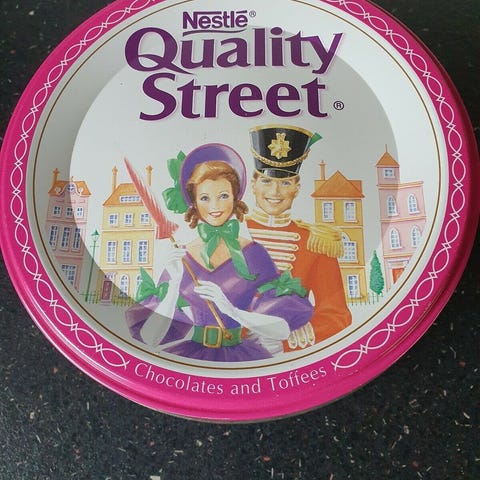 Nestlé®
Quality
Street®
Chocolates and Toffees